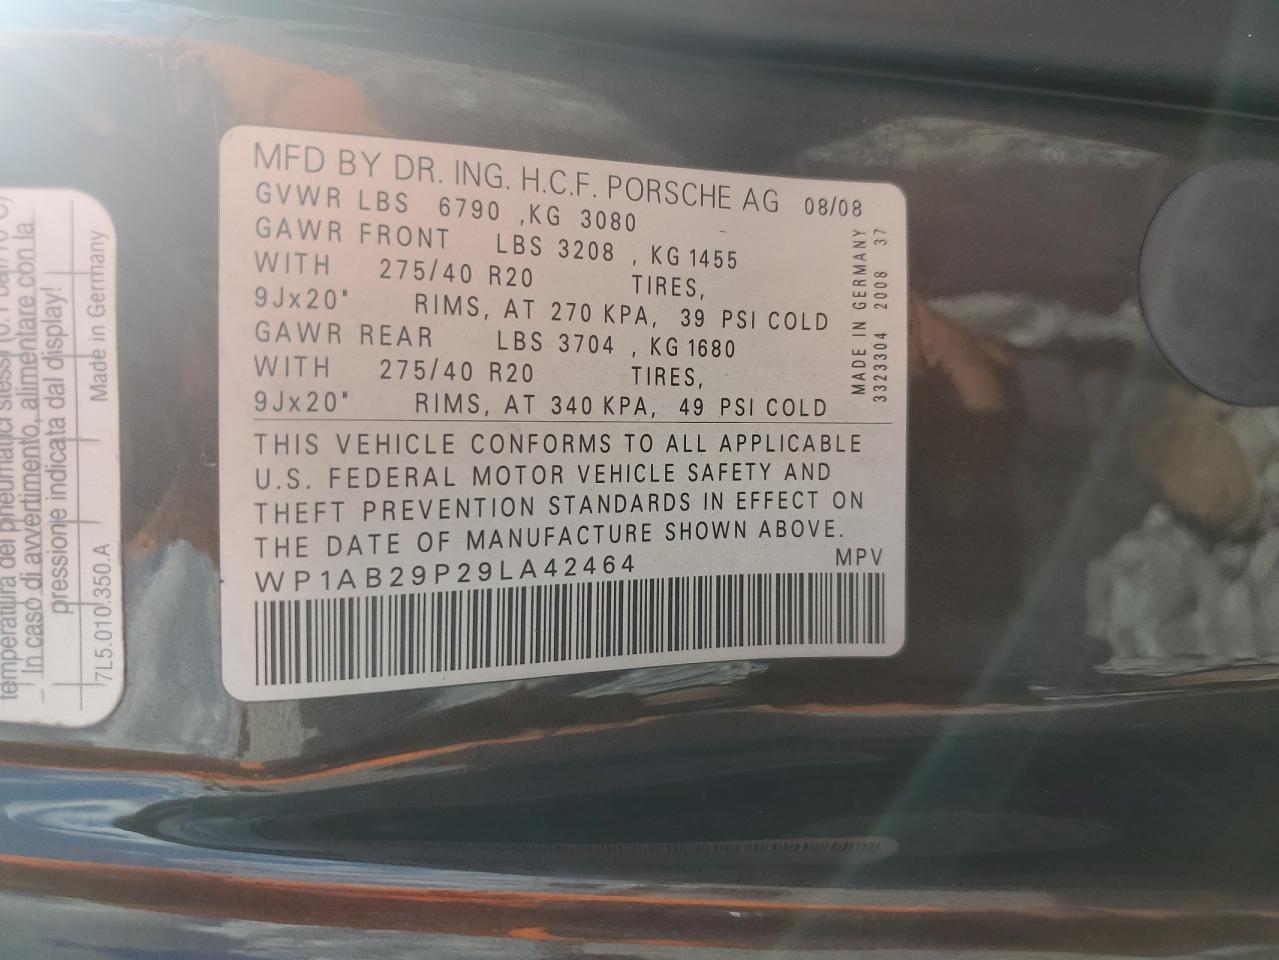 MFD BY DR. ING. H.C.F. PORSCHE AG 08/08
GVWR LBS 6790 ,KG 3080
GAWR FRONT LBS 3208 , KG 1455
WITH 275/40 R20 TIRES,
9Jx20" RIMS, AT 270 KPA, 39 PSI COLD
GAWR REAR LBS 3704 , KG 1680
WITH 275/40 R20 TIRES,
9Jx20" RIMS, AT 340 KPA, 49 PSI COLD
MADE IN GERMANY
3323304 2008 37
THIS VEHICLE CONFORMS TO ALL APPLICABLE
U.S. FEDERAL MOTOR VEHICLE SAFETY AND
THEFT PREVENTION STANDARDS IN EFFECT ON
THE DATE OF MANUFACTURE SHOWN ABOVE.
WP1AB29P29LA42464 MPV
temperatura dei pneumatici stessi
In caso di avvertimento, alimentare con la
pressione indicata dal display!
7L5.010.350.A Made in Germany